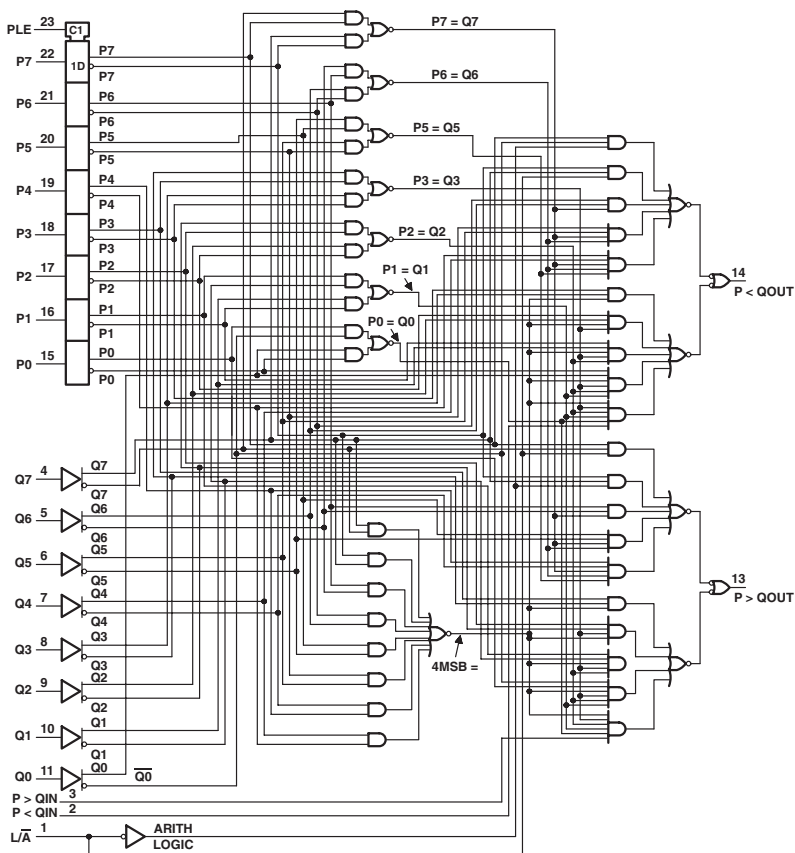 PLE 23 C1
P7 22 1D P7
P7
P6 21 P6
P6
P5 20 P5
P5
P4 19 P4
P4
P3 18 P3
P3
P2 17 P2
P2
P1 16 P1
P1
P0 15 P0
P0
P7 = Q7
P6 = Q6
P5 = Q5
P3 = Q3
P2 = Q2
P1 = Q1
P0 = Q0
14
P < QOUT
Q7 4 Q7
Q7
Q6 5 Q6
Q6
Q5 6 Q5
Q5
Q4 7 Q4
Q4
Q3 8 Q3
Q3
Q2 9 Q2
Q2
Q1 10 Q1
Q1
Q0 11 Q0 Q̅0̅
13
P > QOUT
4MSB =
P > QIN 3
P < QIN 2
L/A̅ 1
ARITH
LOGIC